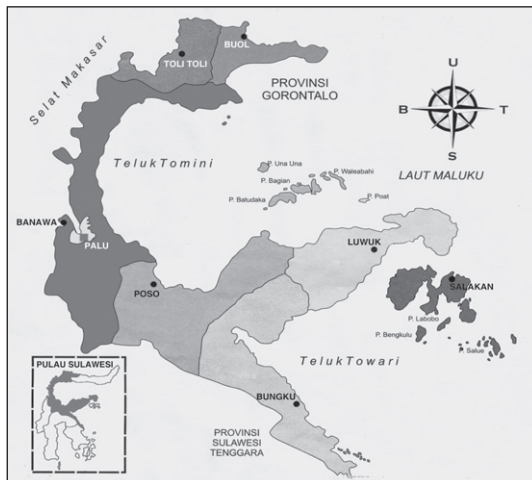 BUOL
TOLI TOLI
PROVINSI
GORONTALO
Selat Makasar
U
B
T
S
TelukTomini
LAUT MALUKU
P. Una Una
P. Waleabahi
P. Bagian
P. Batudaka
P. Poat
BANAWA
PALU
LUWUK
POSO
SALAKAN
P. Labobo
P. Bengkulu
P. Salue
TelukTowari
PULAU SULAWESI
BUNGKU
PROVINSI
SULAWESI
TENGGARA